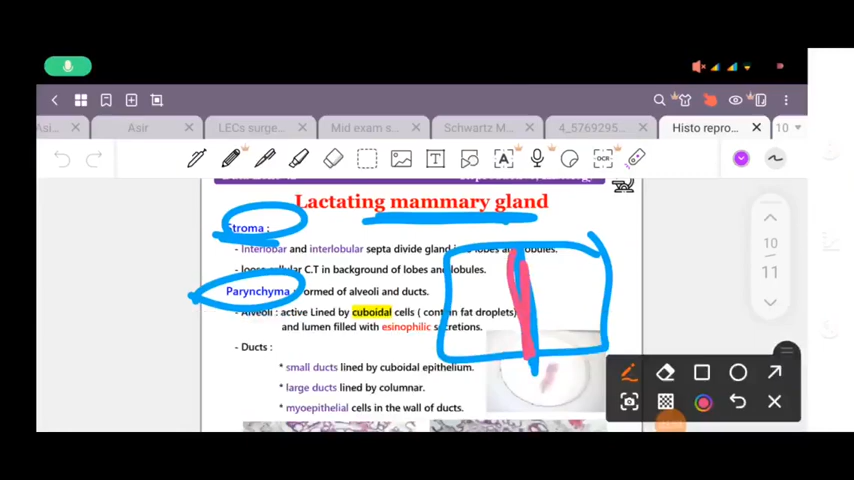 Asi...
Asir
LECs surge...
Mid exam s...
Schwartz M...
4_5769295...
Histo repro...
10
OCR
Lactating mammary gland
Stroma :
- Interlobar and interlobular septa divide gland into lobes and lobules.
- loose cellular C.T in background of lobes and lobules.
Parynchyma : formed of alveoli and ducts.
- Alveoli : active Lined by cuboidal cells ( contain fat droplets)
and lumen filled with esinophilic secretions.
- Ducts :
* small ducts lined by cuboidal epithelium.
* large ducts lined by columnar.
* myoepithelial cells in the wall of ducts.
10
11